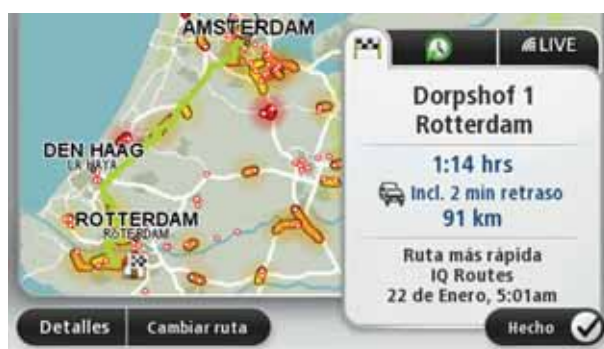 AMSTERDAM
DEN HAAG
LA HAYA
ROTTERDAM
ROTERDAM
LIVE
Dorpshof 1
Rotterdam
1:14 hrs
Incl. 2 min retraso
91 km
Ruta más rápida
IQ Routes
22 de Enero, 5:01am
Detalles
Cambiar ruta
Hecho